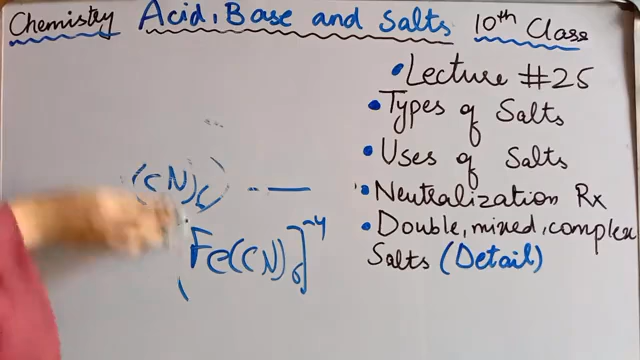 Chemistry Acid, Base and Salts 10th Class
• Lecture #25
• Types of Salts
• Uses of Salts
• Neutralization Rx
• Double, mixed, complex
Salts (Detail)
(CN)6
Fe(CN)6]-4